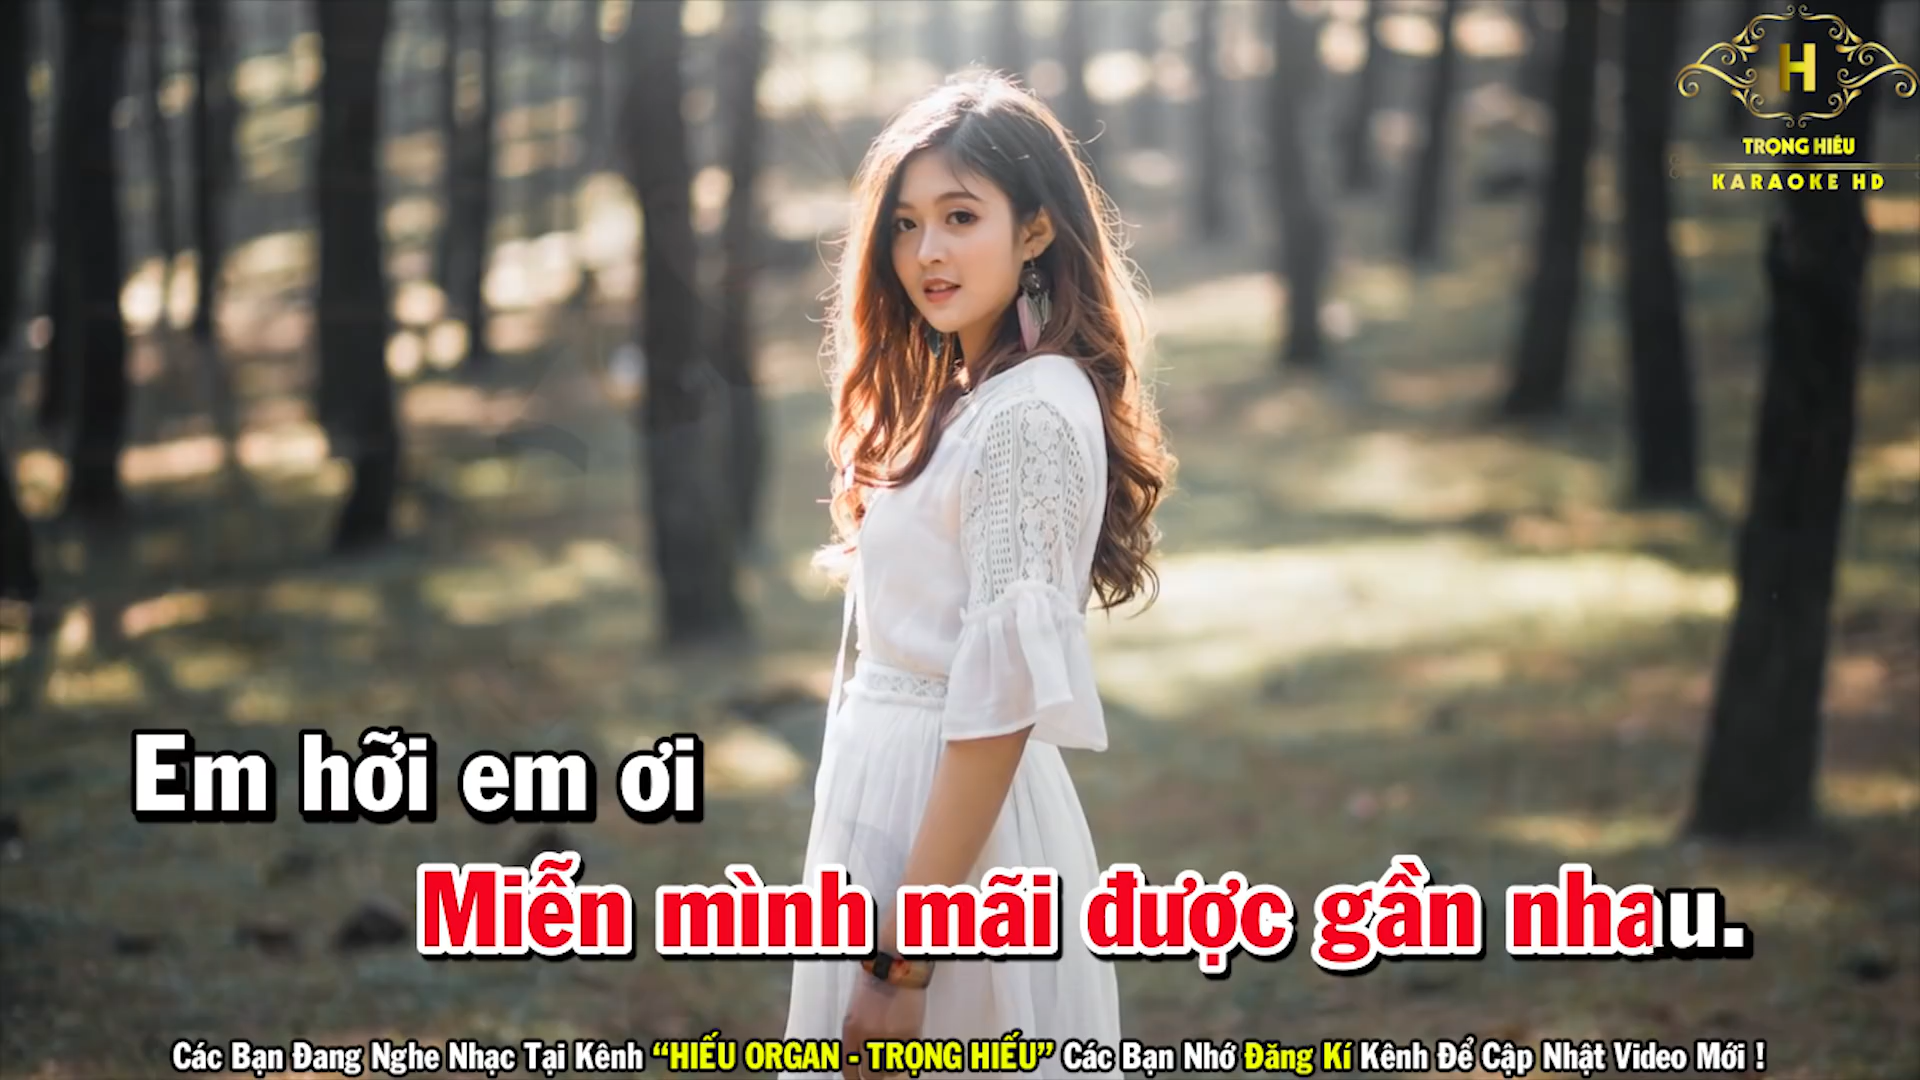 H
TRỌNG HIẾU
KARAOKE HD
Em hỡi em ơi
Miễn mình mãi được gần nhau.
Các Bạn Đang Nghe Nhạc Tại Kênh “HIẾU ORGAN - TRỌNG HIẾU” Các Bạn Nhớ Đăng Kí Kênh Để Cập Nhật Video Mới !